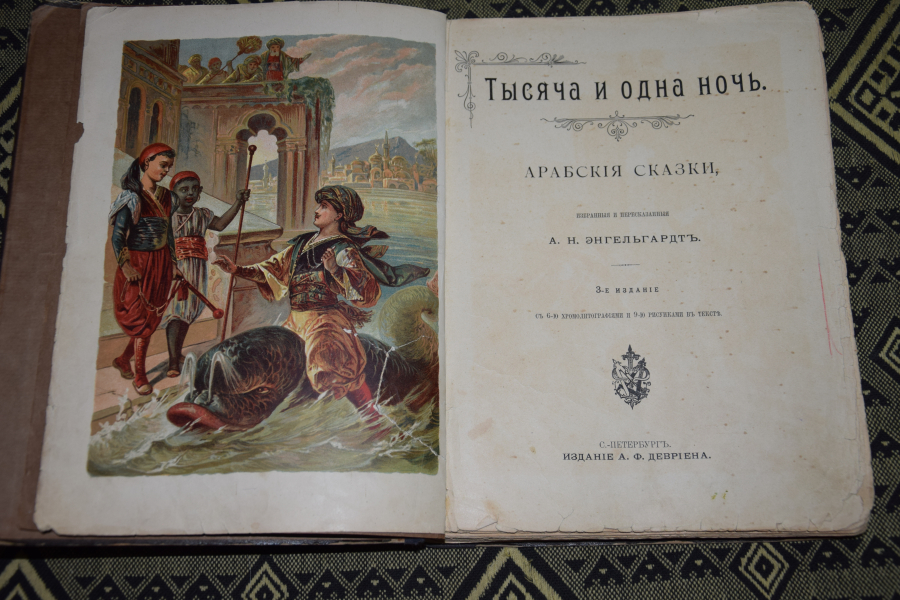 Тысяча и одна ночь.
АРАБСКІЯ СКАЗКИ,
ИЗБРАННЫЯ И ПЕРЕСКАЗАННЫЯ
А. Н. ЭНГЕЛЬГАРДТЪ.
3-Е ИЗДАНІЕ
СЪ 6-Ю ХРОМОЛИТОГРАФІЯМИ И 9-Ю РИСУНКАМИ ВЪ ТЕКСТѢ.
С.-ПЕТЕРБУРГЪ.
ИЗДАНІЕ А. Ф. ДЕВРІЕНА.